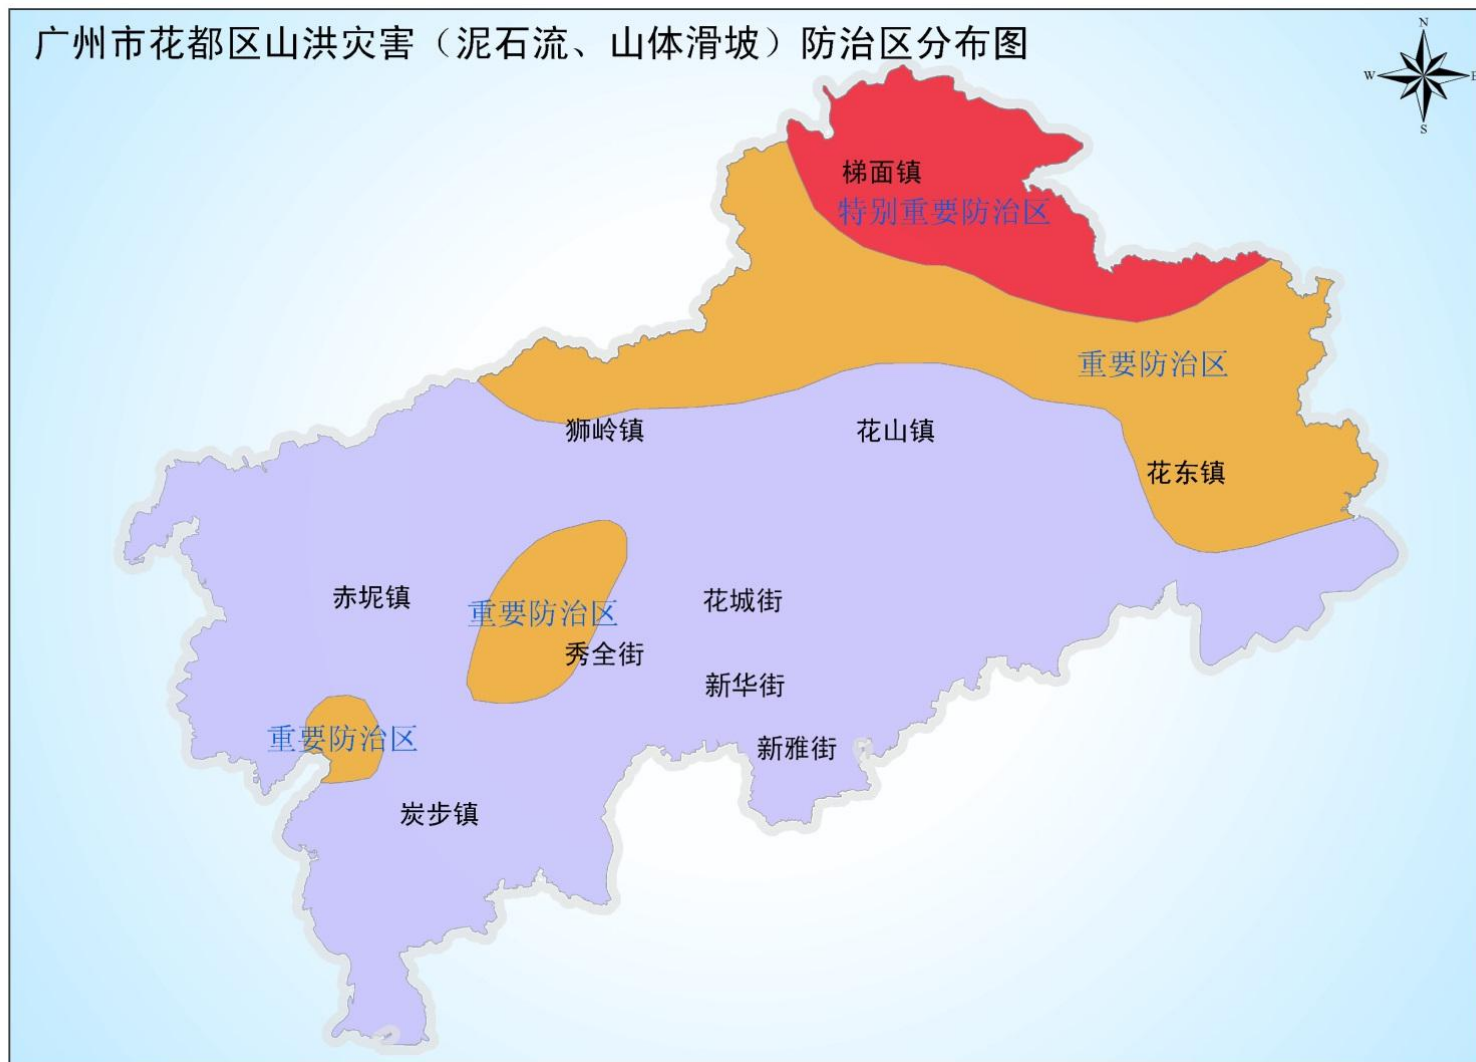 广州市花都区山洪灾害（泥石流、山体滑坡）防治区分布图
N
W
E
S
梯面镇
特别重要防治区
重要防治区
狮岭镇
花山镇
花东镇
赤坭镇
重要防治区
花城街
秀全街
新华街
重要防治区
新雅街
炭步镇